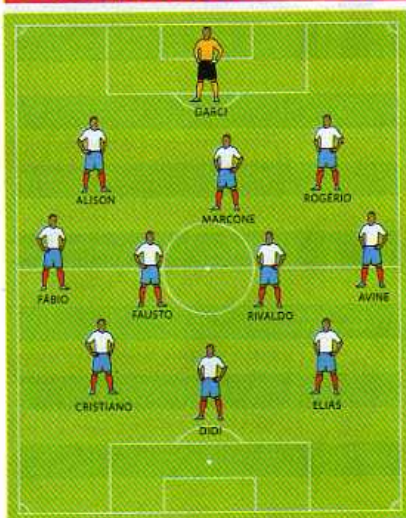 GARCI
ALISON
MARCONE
ROGÉRIO
FÁBIO
FAUSTO
RIVALDO
AVINE
CRISTIANO
DIDI
ELIAS